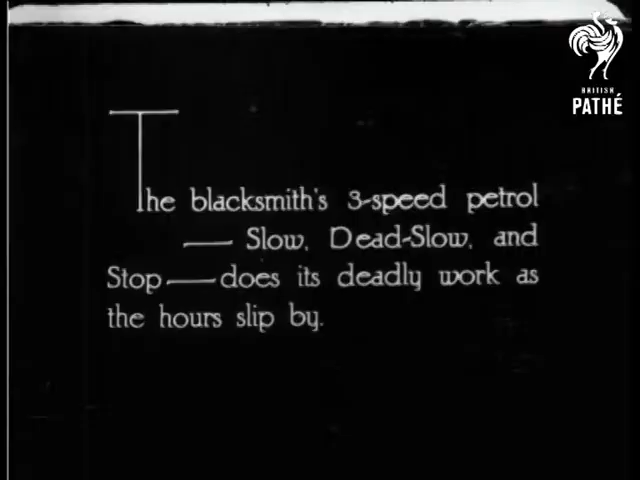 BRITISH
PATHÉ
The blacksmith's 3-speed petrol
— Slow, Dead-Slow, and
Stop — does its deadly work as
the hours slip by.